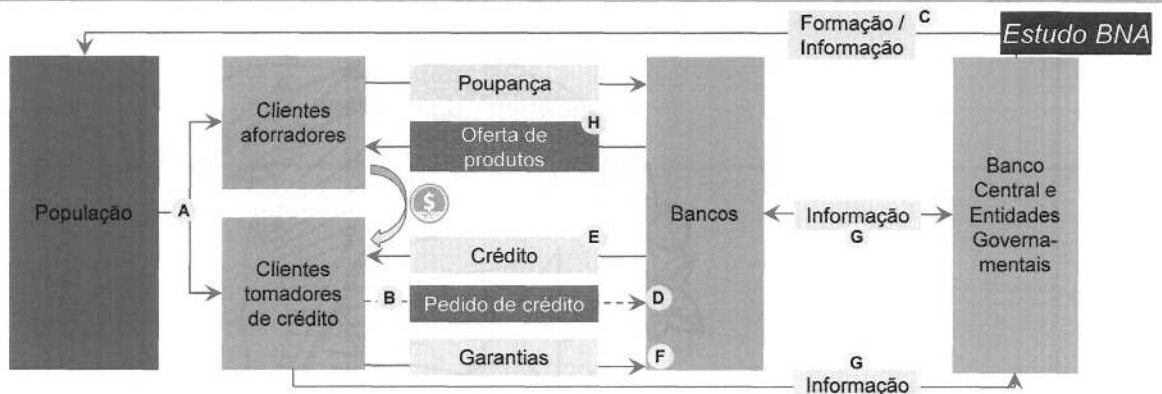 Formação /
Informação
C
Estudo BNA
População
A
Clientes
aforradores
Poupança
H
Oferta de
produtos
$
Clientes
tomadores
de crédito
E
Crédito
B
Pedido de crédito
D
Garantias
F
Bancos
Informação
G
G
Informação
Banco
Central e
Entidades
Governa-
mentais